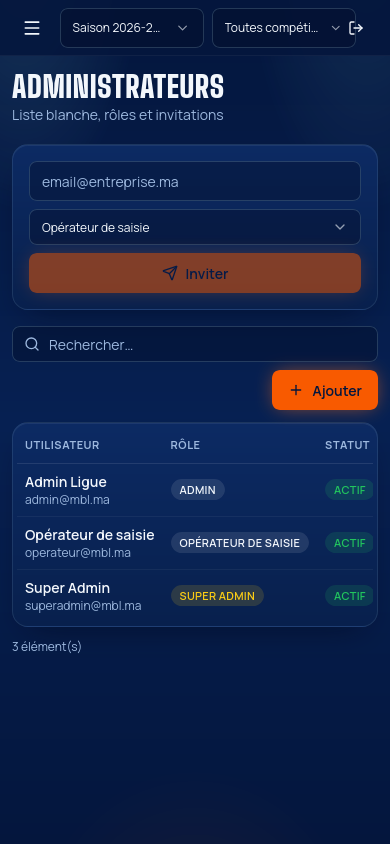 Saison 2026-2... Toutes compéti...
ADMINISTRATEURS
Liste blanche, rôles et invitations
email@entreprise.ma
Opérateur de saisie
Inviter
Rechercher...
Ajouter
UTILISATEUR RÔLE STATUT
Admin Ligue
admin@mbl.ma
ADMIN ACTIF
Opérateur de saisie
operateur@mbl.ma
OPÉRATEUR DE SAISIE ACTIF
Super Admin
superadmin@mbl.ma
SUPER ADMIN ACTIF
3 élément(s)